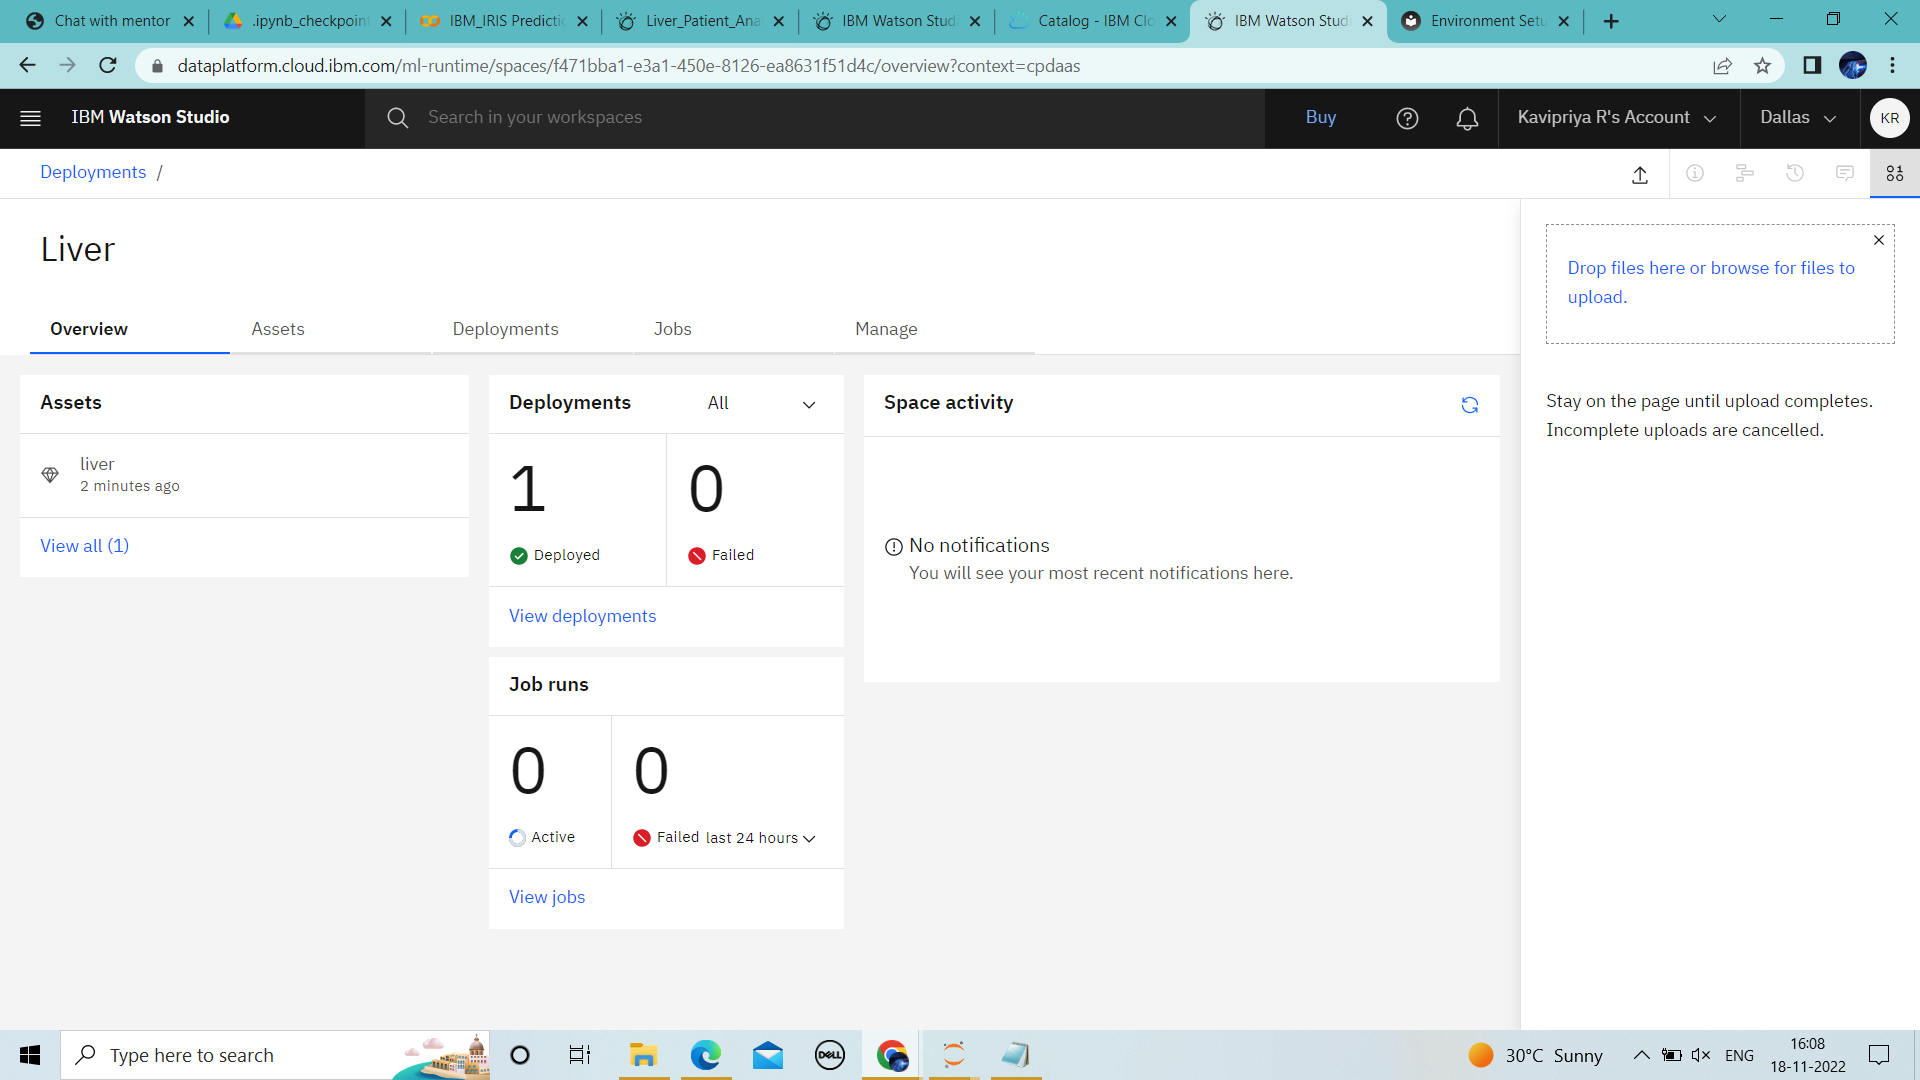 Chat with mentor
.ipynb_checkpoint
IBM_IRIS Predictio
Liver_Patient_Ana
IBM Watson Studi
Catalog - IBM Clo
IBM Watson Studi
Environment Setu
dataplatform.cloud.ibm.com/ml-runtime/spaces/f471bba1-e3a1-450e-8126-ea8631f51d4c/overview?context=cpdaas
IBM Watson Studio
Search in your workspaces
Buy
Kavipriya R's Account
Dallas
KR
Deployments /
Liver
Drop files here or browse for files to
upload.
Stay on the page until upload completes.
Incomplete uploads are cancelled.
Overview
Assets
Deployments
Jobs
Manage
Assets
liver
2 minutes ago
View all (1)
Deployments
All
1
Deployed
0
Failed
View deployments
Job runs
0
Active
0
Failed last 24 hours
View jobs
Space activity
No notifications
You will see your most recent notifications here.
Type here to search
DELL
30°C Sunny
ENG
16:08
18-11-2022